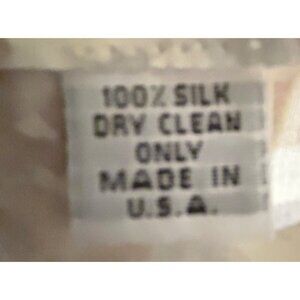 100% SILK
DRY CLEAN
ONLY
MADE IN
U.S.A.